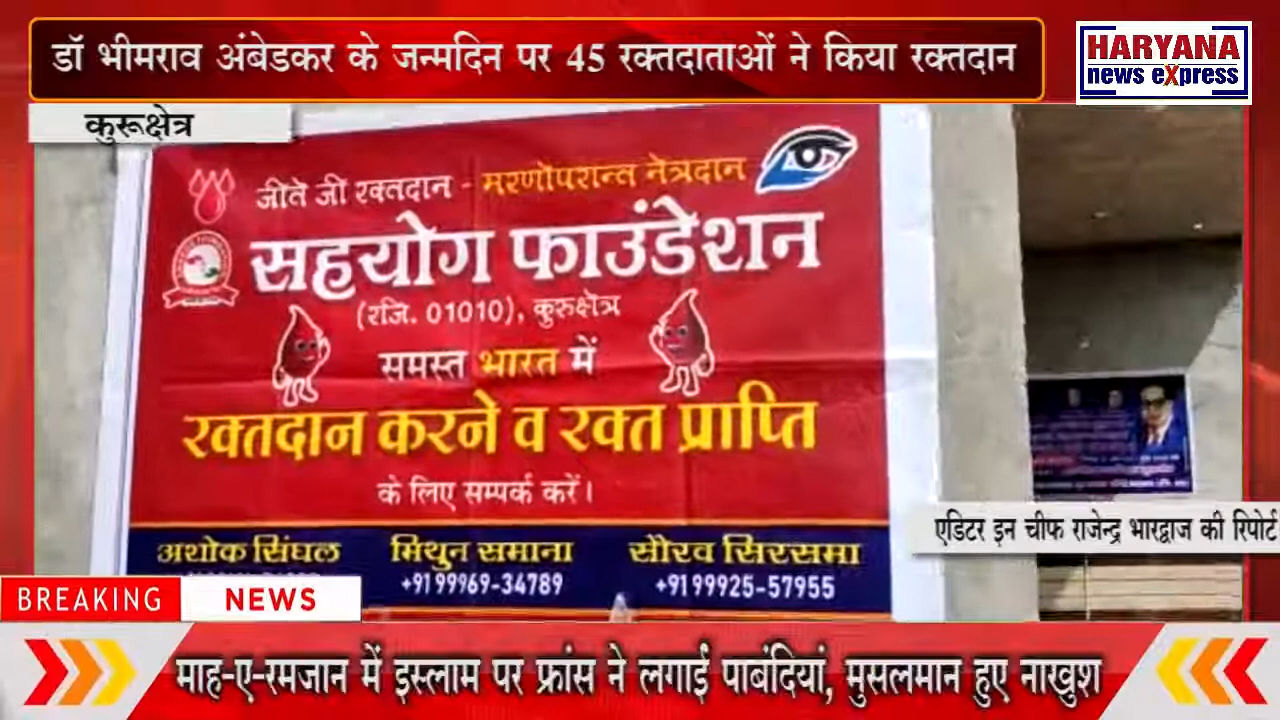 डॉ भीमराव अंबेडकर के जन्मदिन पर 45 रक्तदाताओं ने किया रक्तदान
HARYANA
news eXpress
कुरूक्षेत्र
जीते जी रक्तदान - मरणोपरान्त नेत्रदान
सहयोग फाउंडेशन
(रजि. 01010), कुरुक्षेत्र
समस्त भारत में
रक्तदान करने व रक्त प्राप्ति
के लिए सम्पर्क करें।
अशोक सिंघल मिथुन समाना सौरव सिरसमा
+91 99969-34789 +91 99925-57955
एडिटर इन चीफ राजेन्द्र भारद्वाज की रिपोर्ट
BREAKING NEWS
माह-ए-रमजान में इस्लाम पर फ्रांस ने लगाई पाबंदियां, मुसलमान हुए नाखुश